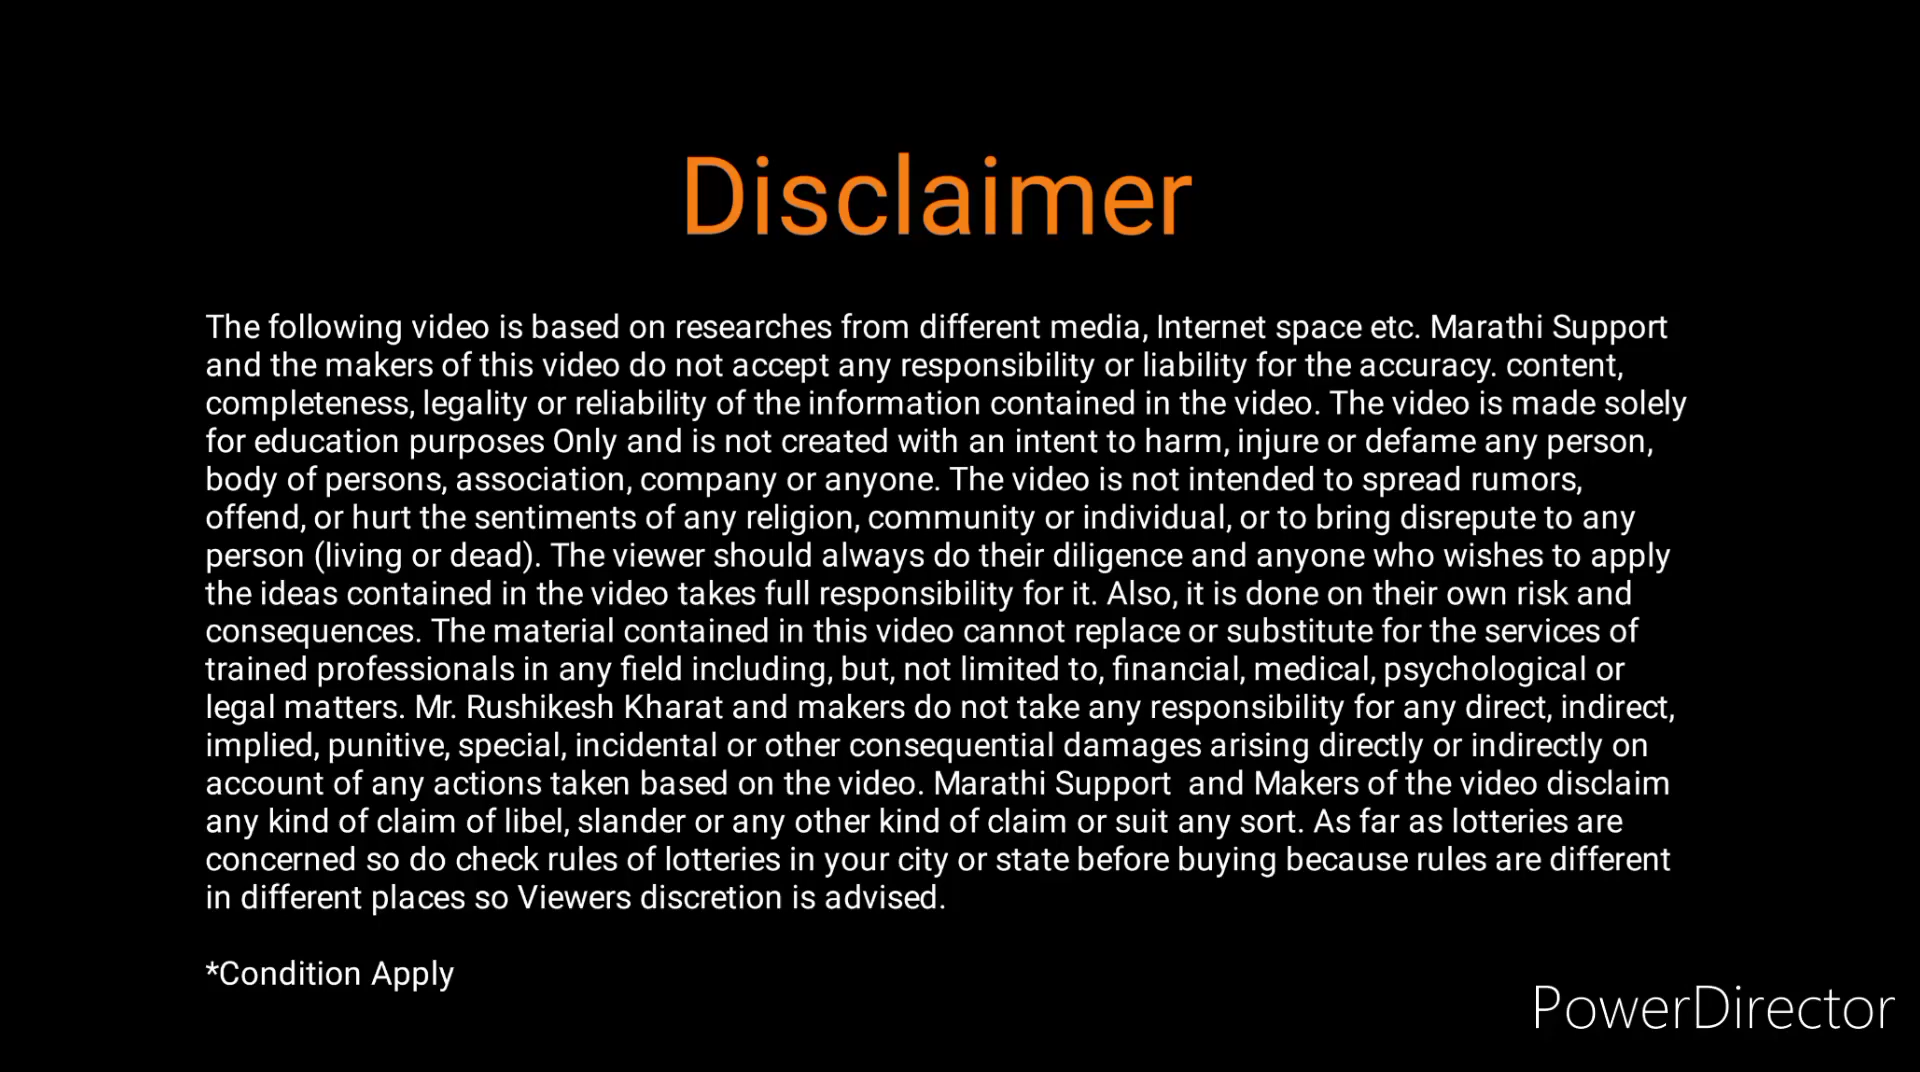 Disclaimer
The following video is based on researches from different media, Internet space etc. Marathi Support
and the makers of this video do not accept any responsibility or liability for the accuracy. content,
completeness, legality or reliability of the information contained in the video. The video is made solely
for education purposes Only and is not created with an intent to harm, injure or defame any person,
body of persons, association, company or anyone. The video is not intended to spread rumors,
offend, or hurt the sentiments of any religion, community or individual, or to bring disrepute to any
person (living or dead). The viewer should always do their diligence and anyone who wishes to apply
the ideas contained in the video takes full responsibility for it. Also, it is done on their own risk and
consequences. The material contained in this video cannot replace or substitute for the services of
trained professionals in any field including, but, not limited to, financial, medical, psychological or
legal matters. Mr. Rushikesh Kharat and makers do not take any responsibility for any direct, indirect,
implied, punitive, special, incidental or other consequential damages arising directly or indirectly on
account of any actions taken based on the video. Marathi Support  and Makers of the video disclaim
any kind of claim of libel, slander or any other kind of claim or suit any sort. As far as lotteries are
concerned so do check rules of lotteries in your city or state before buying because rules are different
in different places so Viewers discretion is advised.
*Condition Apply
PowerDirector